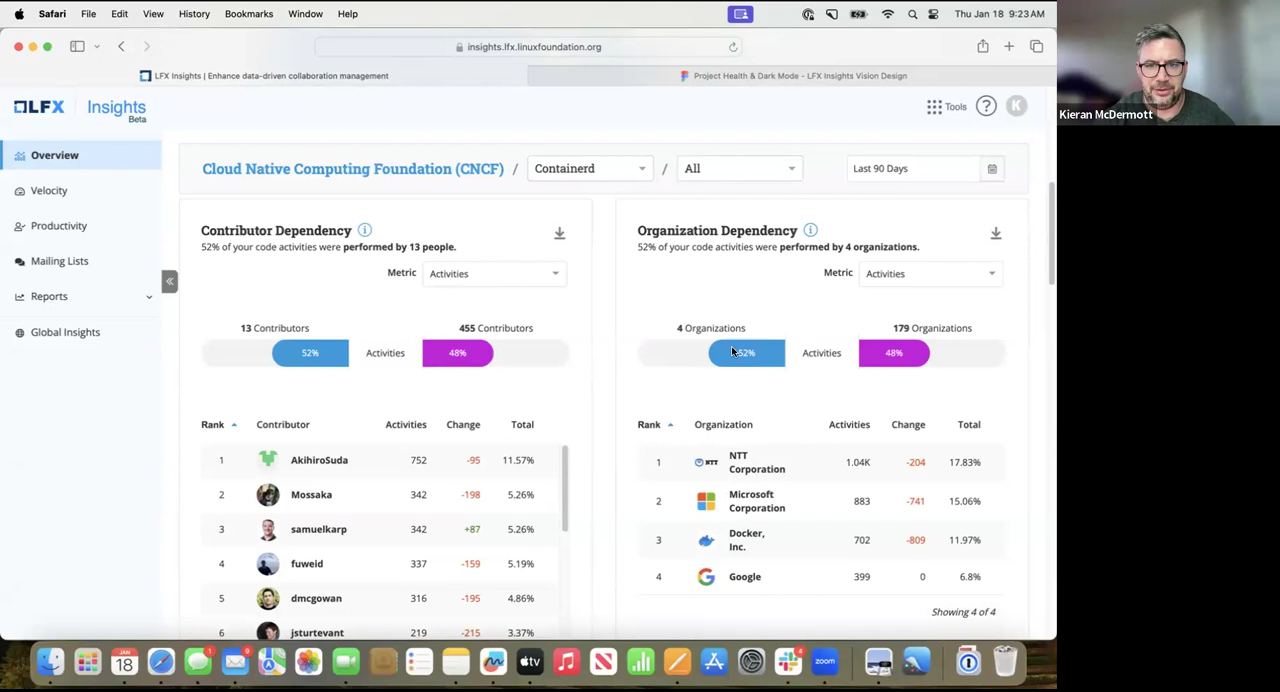 Safari File Edit View History Bookmarks Window Help Thu Jan 18 9:23 AM
insights.lfx.linuxfoundation.org
LFX Insights | Enhance data-driven collaboration management
Project Health & Dark Mode - LFX Insights Vision Design
LFX Insights
Beta
Tools ? K
Kieran McDermott
Overview
Velocity
Productivity
Mailing Lists
Reports
Global Insights
Cloud Native Computing Foundation (CNCF) / Containerd / All Last 90 Days
Contributor Dependency
52% of your code activities were performed by 13 people.
Metric Activities
13 Contributors 455 Contributors
52% Activities 48%
Rank Contributor Activities Change Total
1 AkihiroSuda 752 -95 11.57%
2 Mossaka 342 -198 5.26%
3 samuelkarp 342 +87 5.26%
4 fuweid 337 -159 5.19%
5 dmcgowan 316 -195 4.86%
6 jsturtevant 219 -215 3.37%
Organization Dependency
52% of your code activities were performed by 4 organizations.
Metric Activities
4 Organizations 179 Organizations
52% Activities 48%
Rank Organization Activities Change Total
1 NTT Corporation 1.04K -204 17.83%
2 Microsoft Corporation 883 -741 15.06%
3 Docker, Inc. 702 -809 11.97%
4 Google 399 0 6.8%
Showing 4 of 4
JAN
18
1
9
tv
4
zoom